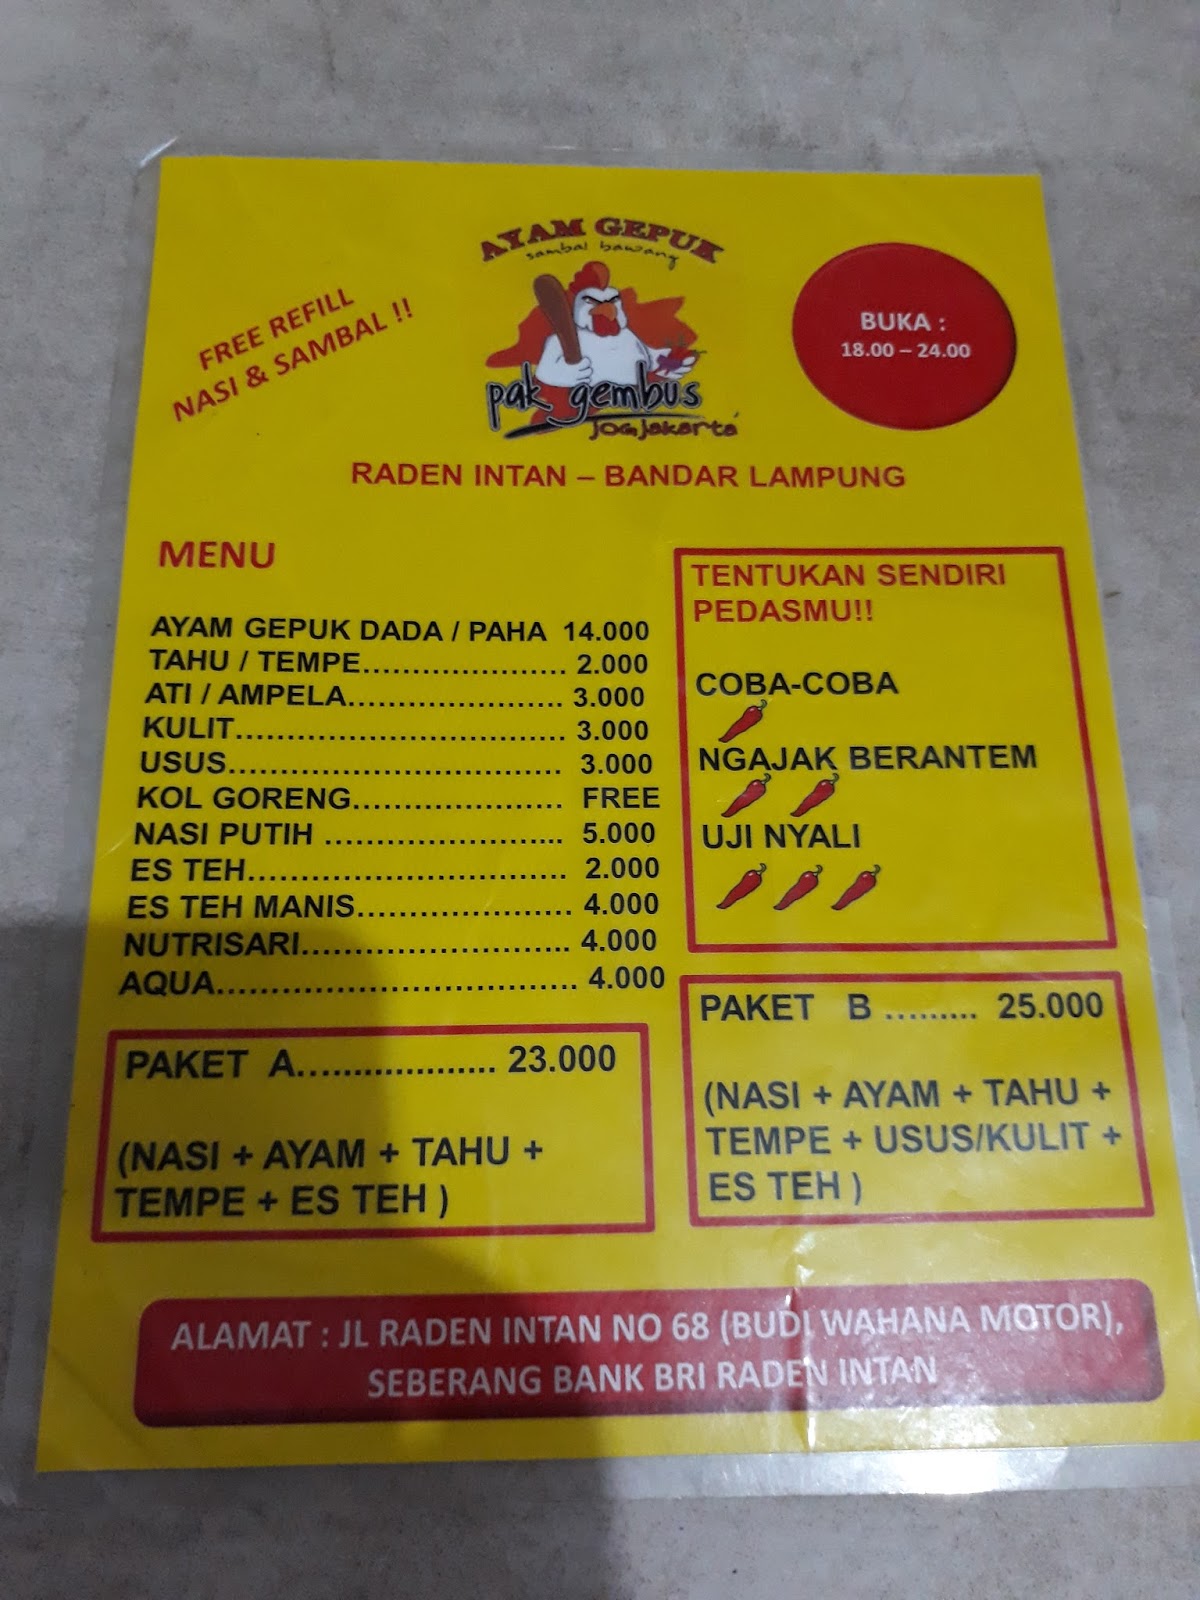 AYAM GEPUK
sambal bawang
FREE REFILL
NASI & SAMBAL !!
BUKA :
18.00 – 24.00
pak gembus
jogjakarta
RADEN INTAN – BANDAR LAMPUNG
MENU
AYAM GEPUK DADA / PAHA 14.000
TAHU / TEMPE.................... 2.000
ATI / AMPELA..................... 3.000
KULIT................................ 3.000
USUS................................. 3.000
KOL GORENG..................... FREE
NASI PUTIH ........................ 5.000
ES TEH............................... 2.000
ES TEH MANIS..................... 4.000
NUTRISARI.......................... 4.000
AQUA................................... 4.000
TENTUKAN SENDIRI
PEDASMU!!
COBA-COBA
NGAJAK BERANTEM
UJI NYALI
PAKET A................... 23.000
(NASI + AYAM + TAHU +
TEMPE + ES TEH )
PAKET B ......... 25.000
(NASI + AYAM + TAHU +
TEMPE + USUS/KULIT +
ES TEH )
ALAMAT : JL RADEN INTAN NO 68 (BUDI WAHANA MOTOR),
SEBERANG BANK BRI RADEN INTAN